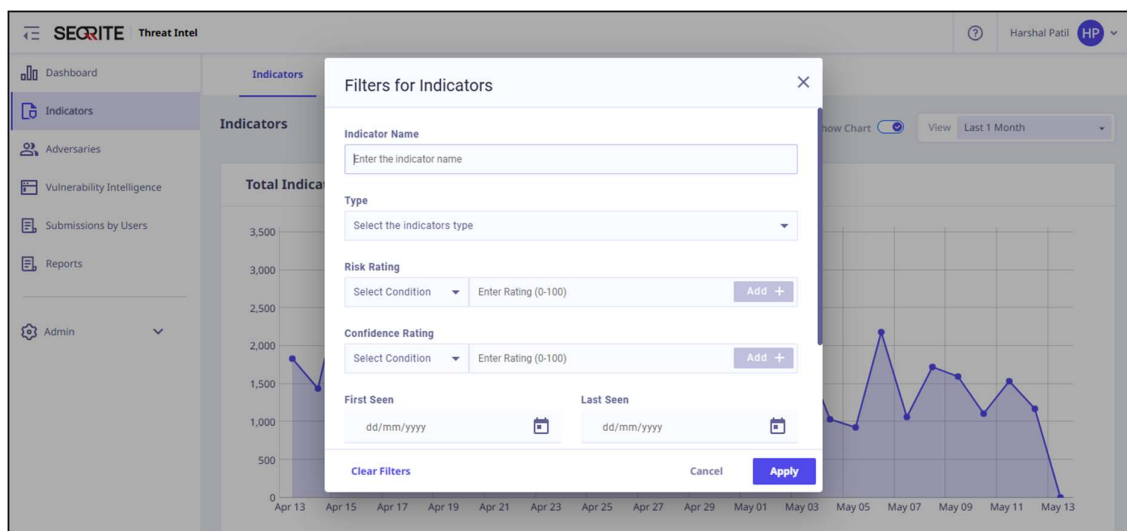 SEQRITE Threat Intel
Harshal Patil HP
Dashboard
Indicators
Adversaries
Vulnerability Intelligence
Submissions by Users
Reports
Admin
Indicators
Indicators
how Chart
View Last 1 Month
Total Indica
3,500
3,000
2,500
2,000
1,500
1,000
500
0
Apr 13 Apr 15 Apr 17 Apr 19 Apr 21 Apr 23 Apr 25 Apr 27 Apr 29 May 01 May 03 May 05 May 07 May 09 May 11 May 13
Filters for Indicators
Indicator Name
Enter the indicator name
Type
Select the indicators type
Risk Rating
Select Condition Enter Rating (0-100) Add +
Confidence Rating
Select Condition Enter Rating (0-100) Add +
First Seen Last Seen
dd/mm/yyyy dd/mm/yyyy
Clear Filters Cancel Apply